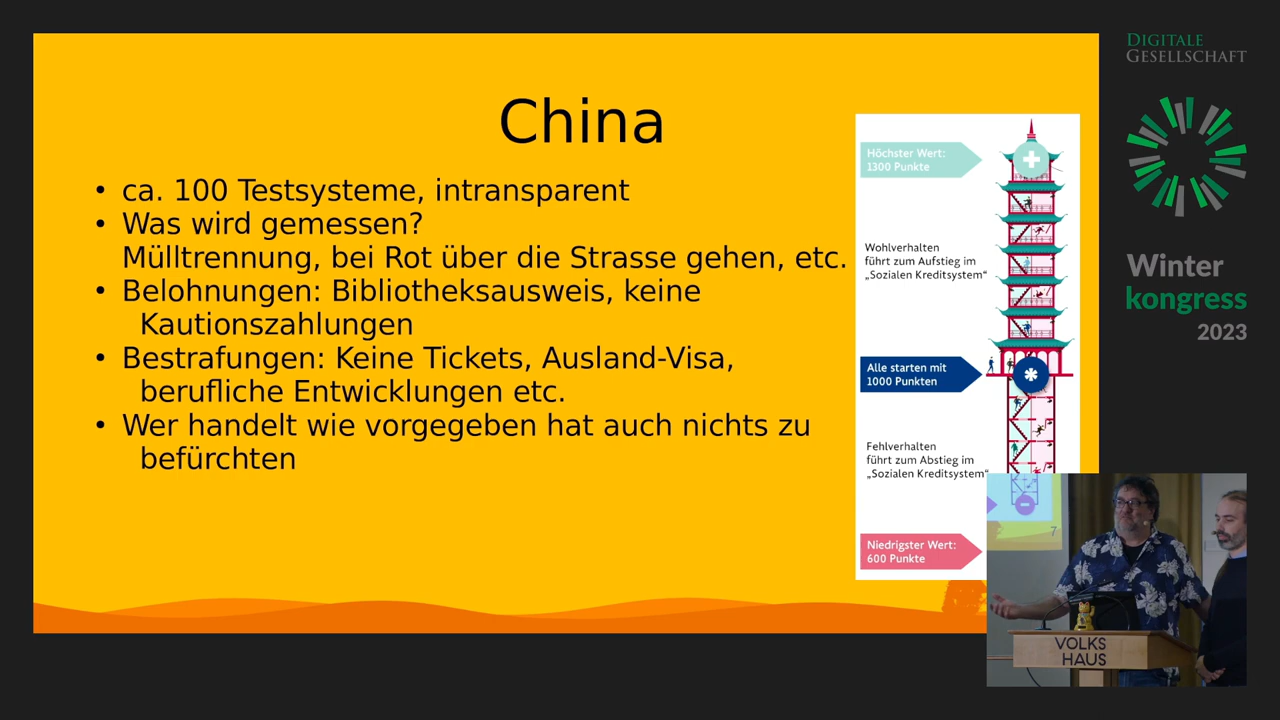 China
• ca. 100 Testsysteme, intransparent
• Was wird gemessen?
Mülltrennung, bei Rot über die Strasse gehen, etc.
• Belohnungen: Bibliotheksausweis, keine
Kautionszahlungen
• Bestrafungen: Keine Tickets, Ausland-Visa,
berufliche Entwicklungen etc.
• Wer handelt wie vorgegeben hat auch nichts zu
befürchten
Höchster Wert:
1300 Punkte
Wohlverhalten
führt zum Aufstieg im
„Sozialen Kreditsystem“
Alle starten mit
1000 Punkten
Fehlverhalten
führt zum Abstieg im
„Sozialen Kreditsystem“
Niedrigster Wert:
600 Punkte
DIGITALE
GESELLSCHAFT
Winter
kongress
2023
7
VOLKS
HAUS